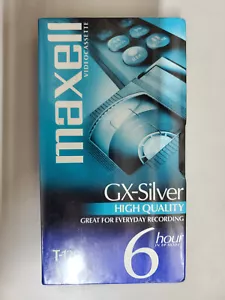 maxell
VIDEOCASSETTE
GX-Silver
HIGH QUALITY
GREAT FOR EVERYDAY RECORDING
6 hour